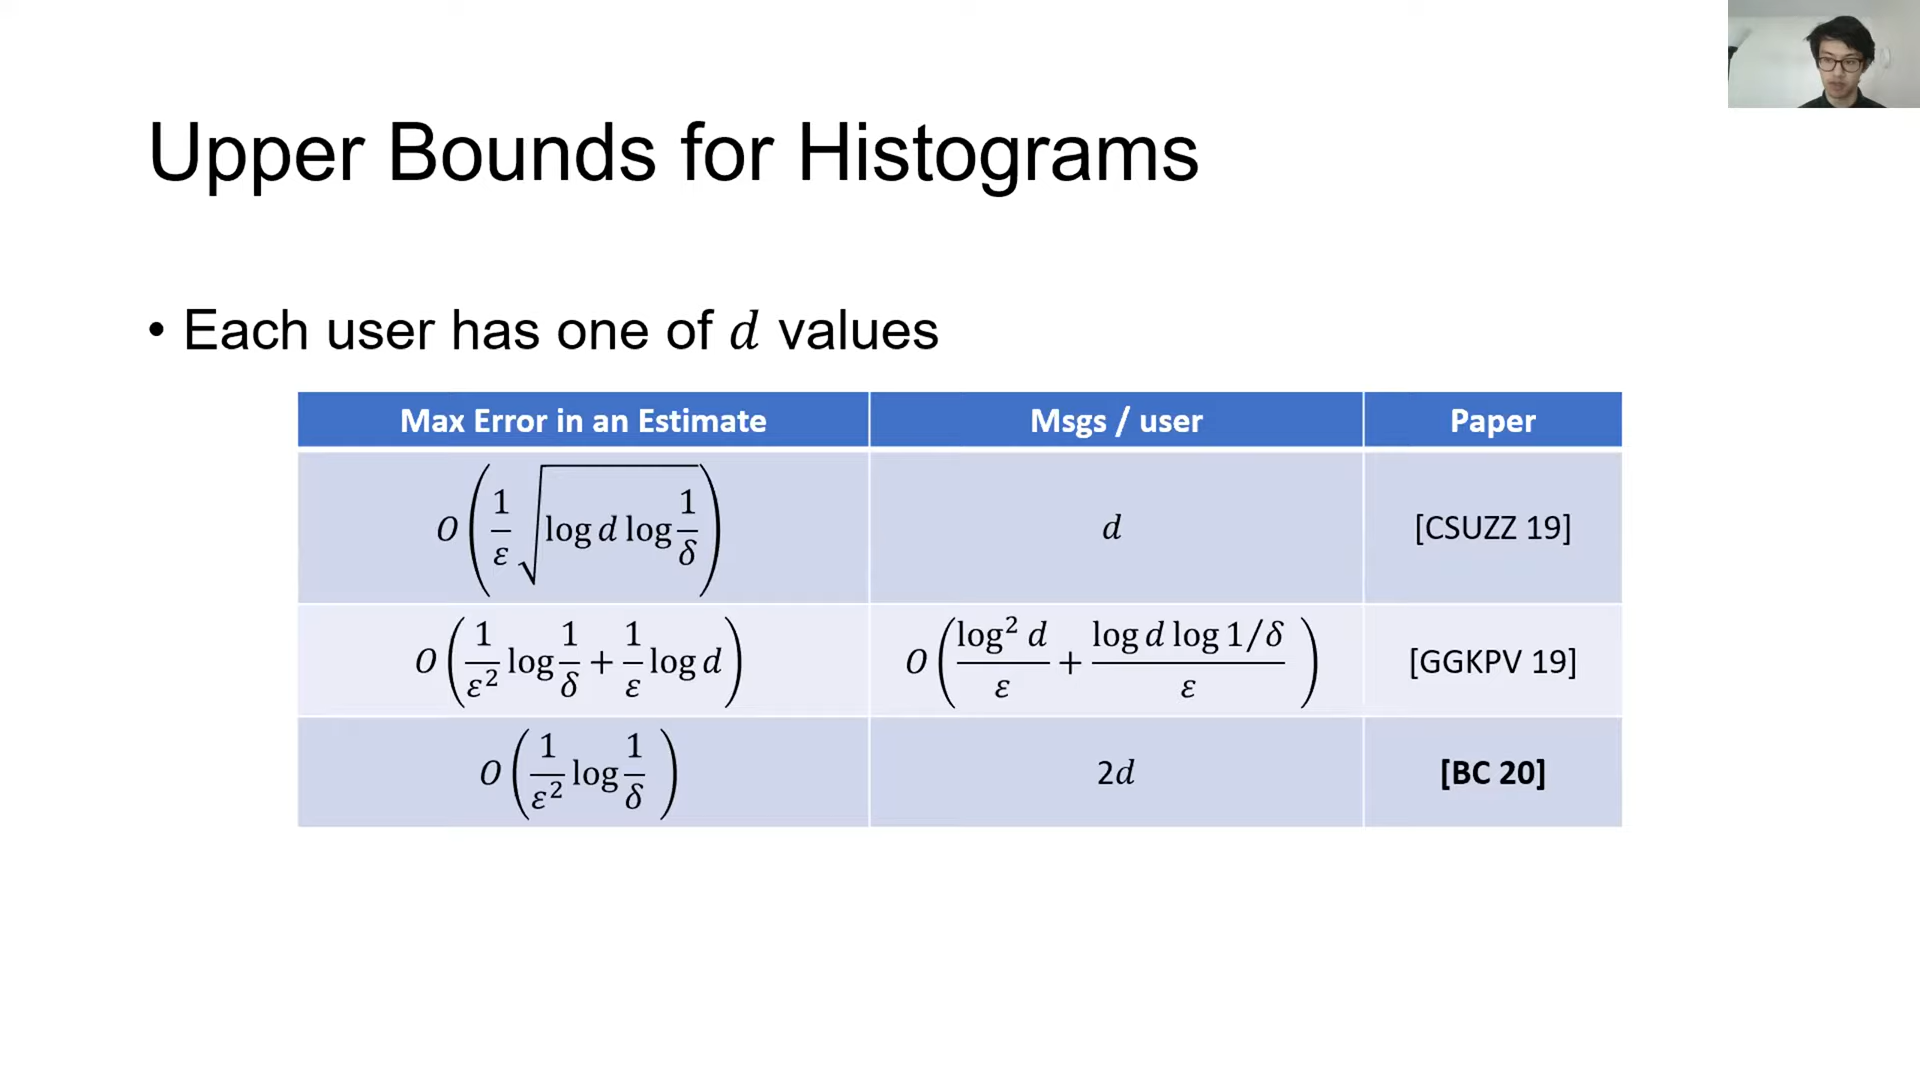 Upper Bounds for Histograms
• Each user has one of d values
Max Error in an Estimate | Msgs / user | Paper
O(1/ε √(log d log 1/δ)) | d | [CSUZZ 19]
O(1/ε² log 1/δ + 1/ε log d) | O(log² d/ε + log d log 1/δ/ε) | [GGKPV 19]
O(1/ε² log 1/δ) | 2d | [BC 20]